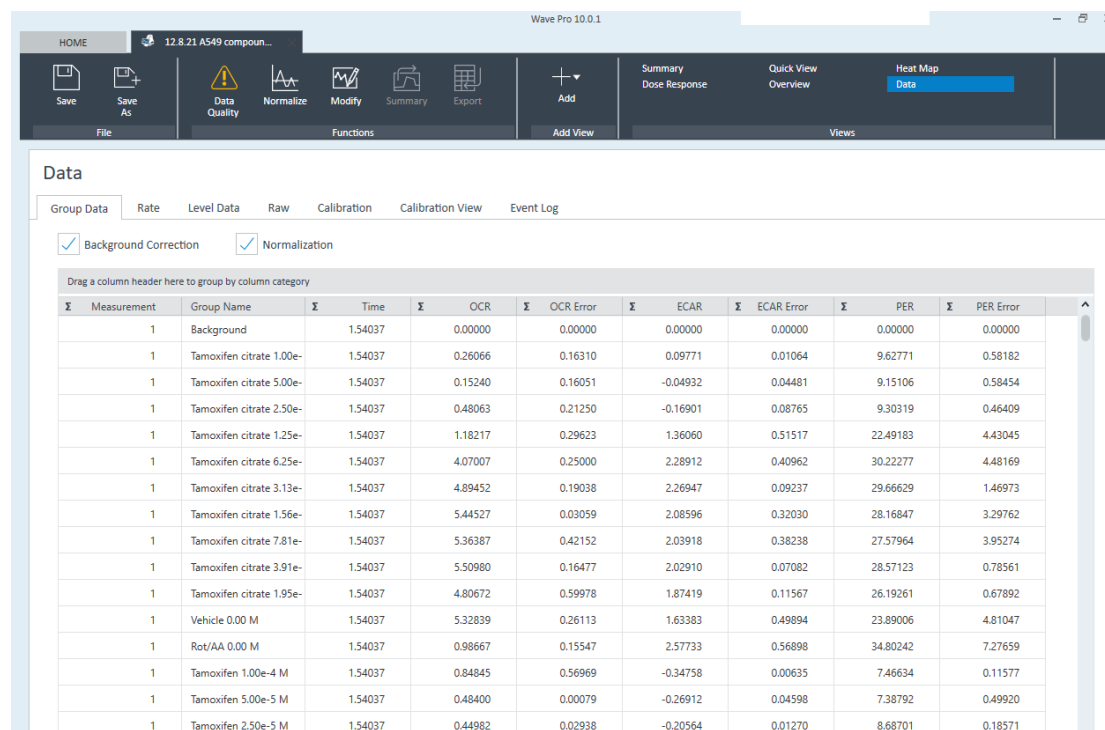 Wave Pro 10.0.1
HOME
12.8.21 A549 compoun...
Save
Save As
Data Quality
Normalize
Modify
Summary
Export
Add
Summary
Quick View
Heat Map
Dose Response
Overview
Data
File
Functions
Add View
Views
Data
Group Data Rate Level Data Raw Calibration Calibration View Event Log
Background Correction Normalization
Drag a column header here to group by column category
Σ Measurement Group Name Σ Time Σ OCR Σ OCR Error Σ ECAR Σ ECAR Error Σ PER Σ PER Error
1 Background 1.54037 0.00000 0.00000 0.00000 0.00000 0.00000 0.00000
1 Tamoxifen citrate 1.00e- 1.54037 0.26066 0.16310 0.09771 0.01064 9.62771 0.58182
1 Tamoxifen citrate 5.00e- 1.54037 0.15240 0.16051 -0.04932 0.04481 9.15106 0.58454
1 Tamoxifen citrate 2.50e- 1.54037 0.48063 0.21250 -0.16901 0.08765 9.30319 0.46409
1 Tamoxifen citrate 1.25e- 1.54037 1.18217 0.29623 1.36060 0.51517 22.49183 4.43045
1 Tamoxifen citrate 6.25e- 1.54037 4.07007 0.25000 2.28912 0.40962 30.22277 4.48169
1 Tamoxifen citrate 3.13e- 1.54037 4.89452 0.19038 2.26947 0.09237 29.66629 1.46973
1 Tamoxifen citrate 1.56e- 1.54037 5.44527 0.03059 2.08596 0.32030 28.16847 3.29762
1 Tamoxifen citrate 7.81e- 1.54037 5.36387 0.42152 2.03918 0.38238 27.57964 3.95274
1 Tamoxifen citrate 3.91e- 1.54037 5.50980 0.16477 2.02910 0.07082 28.57123 0.78561
1 Tamoxifen citrate 1.95e- 1.54037 4.80672 0.59978 1.87419 0.11567 26.19261 0.67892
1 Vehicle 0.00 M 1.54037 5.32839 0.26113 1.63383 0.49894 23.89006 4.81047
1 Rot/AA 0.00 M 1.54037 0.98667 0.15547 2.57733 0.56898 34.80242 7.27659
1 Tamoxifen 1.00e-4 M 1.54037 0.84845 0.56969 -0.34758 0.00635 7.46634 0.11577
1 Tamoxifen 5.00e-5 M 1.54037 0.48400 0.00079 -0.26912 0.04598 7.38792 0.49920
1 Tamoxifen 2.50e-5 M 1.54037 0.44982 0.02938 -0.20564 0.01270 8.68701 0.18571